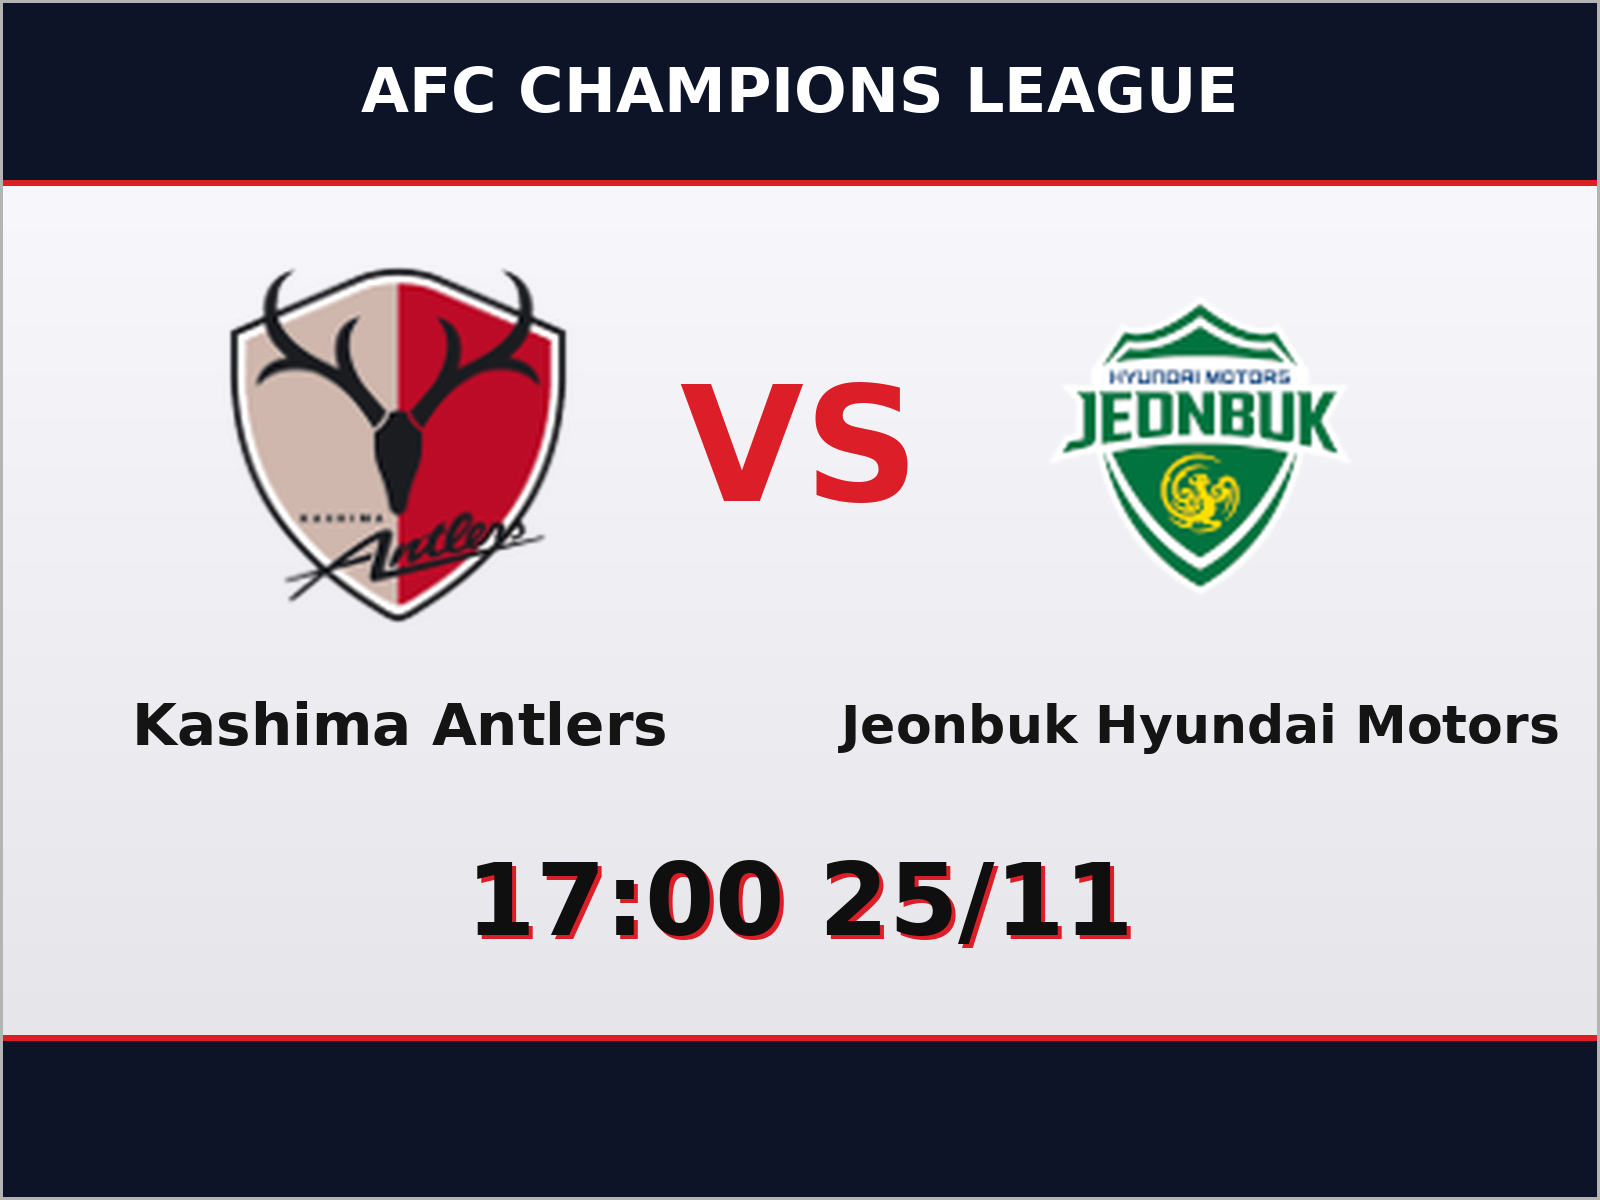 AFC CHAMPIONS LEAGUE
HYUNDAI MOTORS
JEONBUK
VS
KASHIMA
Antlers
Kashima Antlers
Jeonbuk Hyundai Motors
17:00 25/11